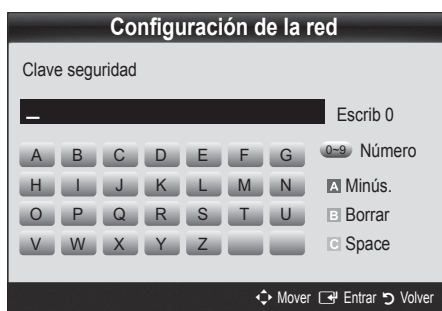 Configuración de la red
Clave seguridad
_ Escrib 0
A B C D E F G 0~9 Número
H I J K L M N A Minús.
O P Q R S T U B Borrar
V W X Y Z C Space
Mover Entrar Volver